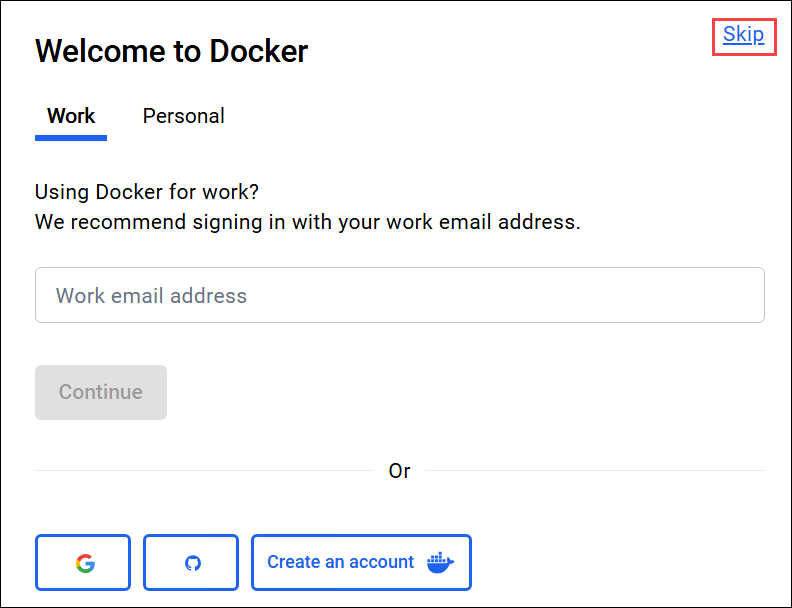 Skip
Welcome to Docker
Work Personal
Using Docker for work?
We recommend signing in with your work email address.
Work email address
Continue
Or
Create an account